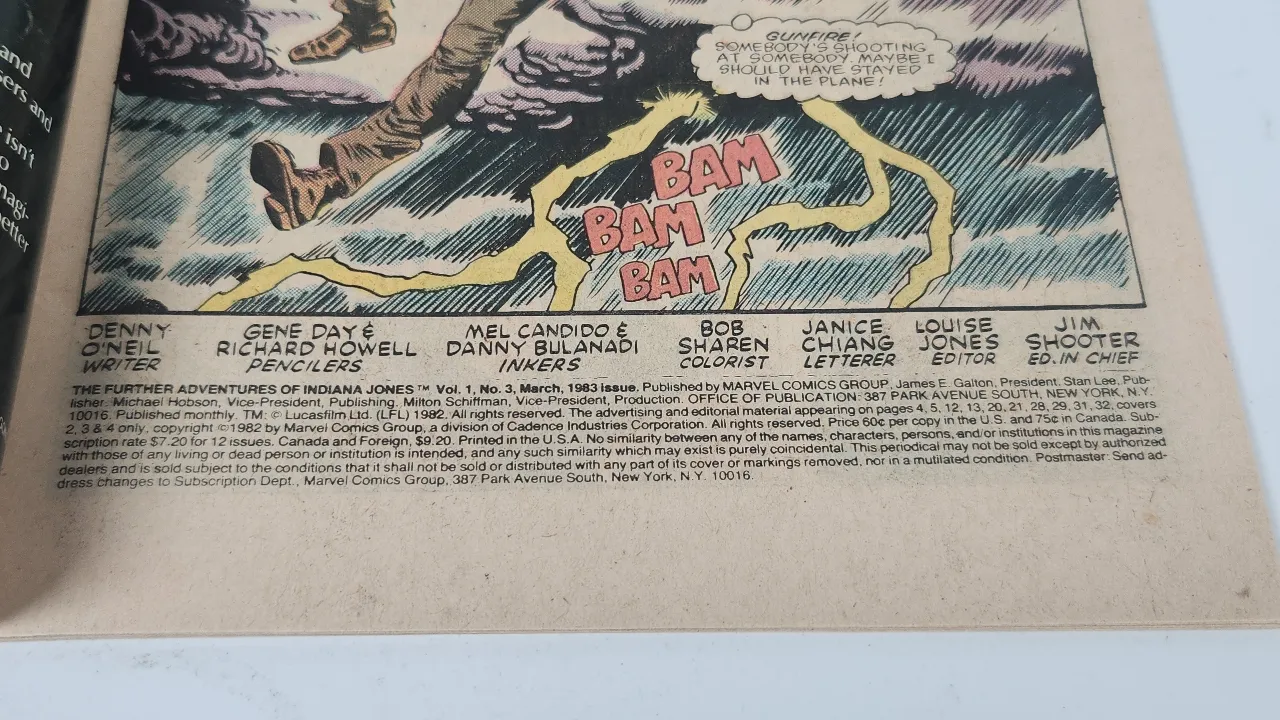 and
sers and
isn't
o
magi-
etter
GUNFIRE!
SOMEBODY'S SHOOTING
AT SOMEBODY. MAYBE I
SHOULD HAVE STAYED
IN THE PLANE!
BAM
BAM
BAM
DENNY O'NEIL WRITER
GENE DAY & RICHARD HOWELL PENCILERS
MEL CANDIDO & DANNY BULANADI INKERS
BOB SHAREN COLORIST
JANICE CHIANG LETTERER
LOUISE JONES EDITOR
JIM SHOOTER ED. IN CHIEF
THE FURTHER ADVENTURES OF INDIANA JONES™ Vol. 1, No. 3, March, 1983 issue. Published by MARVEL COMICS GROUP, James E. Galton, President, Stan Lee, Pub-
lisher. Michael Hobson, Vice-President, Publishing. Milton Schiffman, Vice-President, Production. OFFICE OF PUBLICATION: 387 PARK AVENUE SOUTH, NEW YORK, N.Y.
10016. Published monthly. TM: © Lucasfilm Ltd. (LFL) 1982. All rights reserved. The advertising and editorial material appearing on pages 4, 5, 12, 13, 20, 21, 28, 29, 31, 32, covers
2, 3 & 4 only, copyright ©1982 by Marvel Comics Group, a division of Cadence Industries Corporation. All rights reserved. Price 60¢ per copy in the U.S. and 75¢ in Canada. Sub-
scription rate $7.20 for 12 issues. Canada and Foreign, $9.20. Printed in the U.S.A. No similarity between any of the names, characters, persons, and/or institutions in this magazine
with those of any living or dead person or institution is intended, and any such similarity which may exist is purely coincidental. This periodical may not be sold except by authorized
dealers and is sold subject to the conditions that it shall not be sold or distributed with any part of its cover or markings removed, nor in a mutilated condition. Postmaster: Send ad-
dress changes to Subscription Dept., Marvel Comics Group, 387 Park Avenue South, New York, N.Y. 10016.